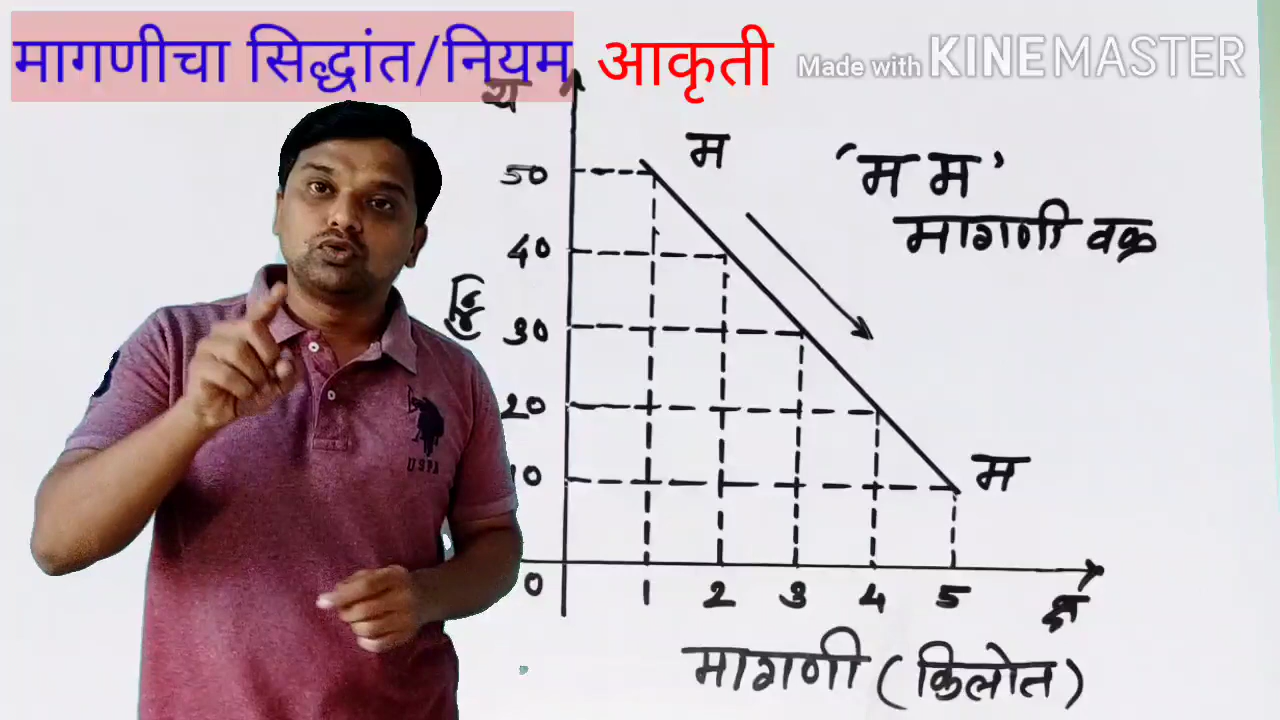 मागणीचा सिद्धांत/नियम आकृती Made with KINEMASTER
य
म
'म म'
मागणी वक्र
50
40
30
20
10
म
USPA
0 1 2 3 4 5 क्ष
मागणी (किलोत)